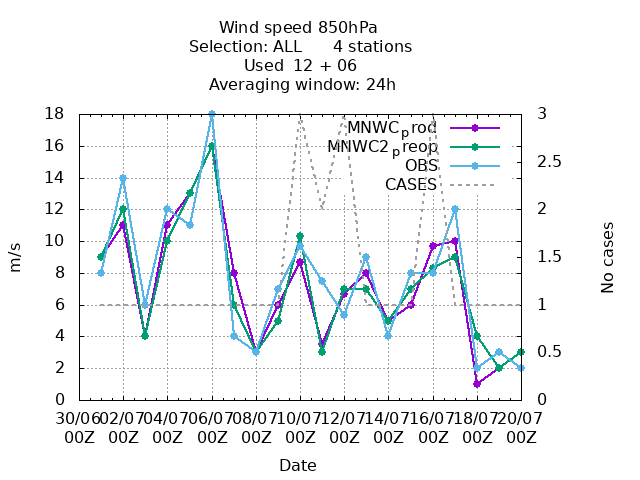 Wind speed 850hPa
Selection: ALL 4 stations
Used 12 + 06
Averaging window: 24h
MNWCprod
MNWC2preop
OBS
CASES
18
16
14
12
10
8
6
4
2
0
m/s
3
2.5
2
1.5
1
0.5
0
No cases
30/06 02/07 04/07 06/07 08/07 10/07 12/07 14/07 16/07 18/07 20/07
00Z 00Z 00Z 00Z 00Z 00Z 00Z 00Z 00Z 00Z 00Z
Date